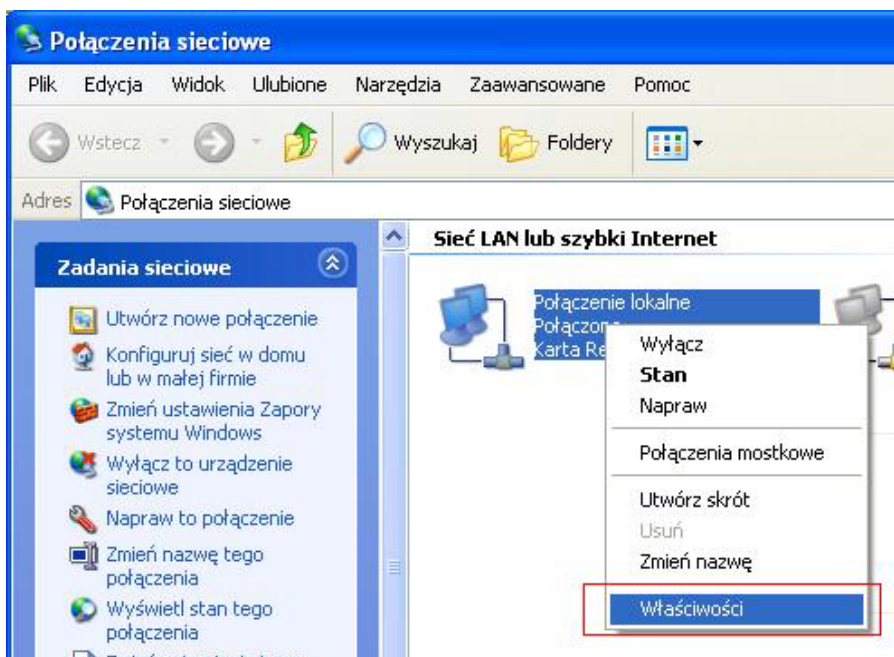 Połączenia sieciowe
Plik Edycja Widok Ulubione Narzędzia Zaawansowane Pomoc
Wstecz Wyszukaj Foldery
Adres Połączenia sieciowe
Zadania sieciowe
Utwórz nowe połączenie
Konfiguruj sieć w domu
lub w małej firmie
Zmień ustawienia Zapory
systemu Windows
Wyłącz to urządzenie
sieciowe
Napraw to połączenie
Zmień nazwę tego
połączenia
Wyświetl stan tego
połączenia
Sieć LAN lub szybki Internet
Połączenie lokalne
Połączono
Karta Re
Wyłącz
Stan
Napraw
Połączenia mostkowe
Utwórz skrót
Usuń
Zmień nazwę
Właściwości